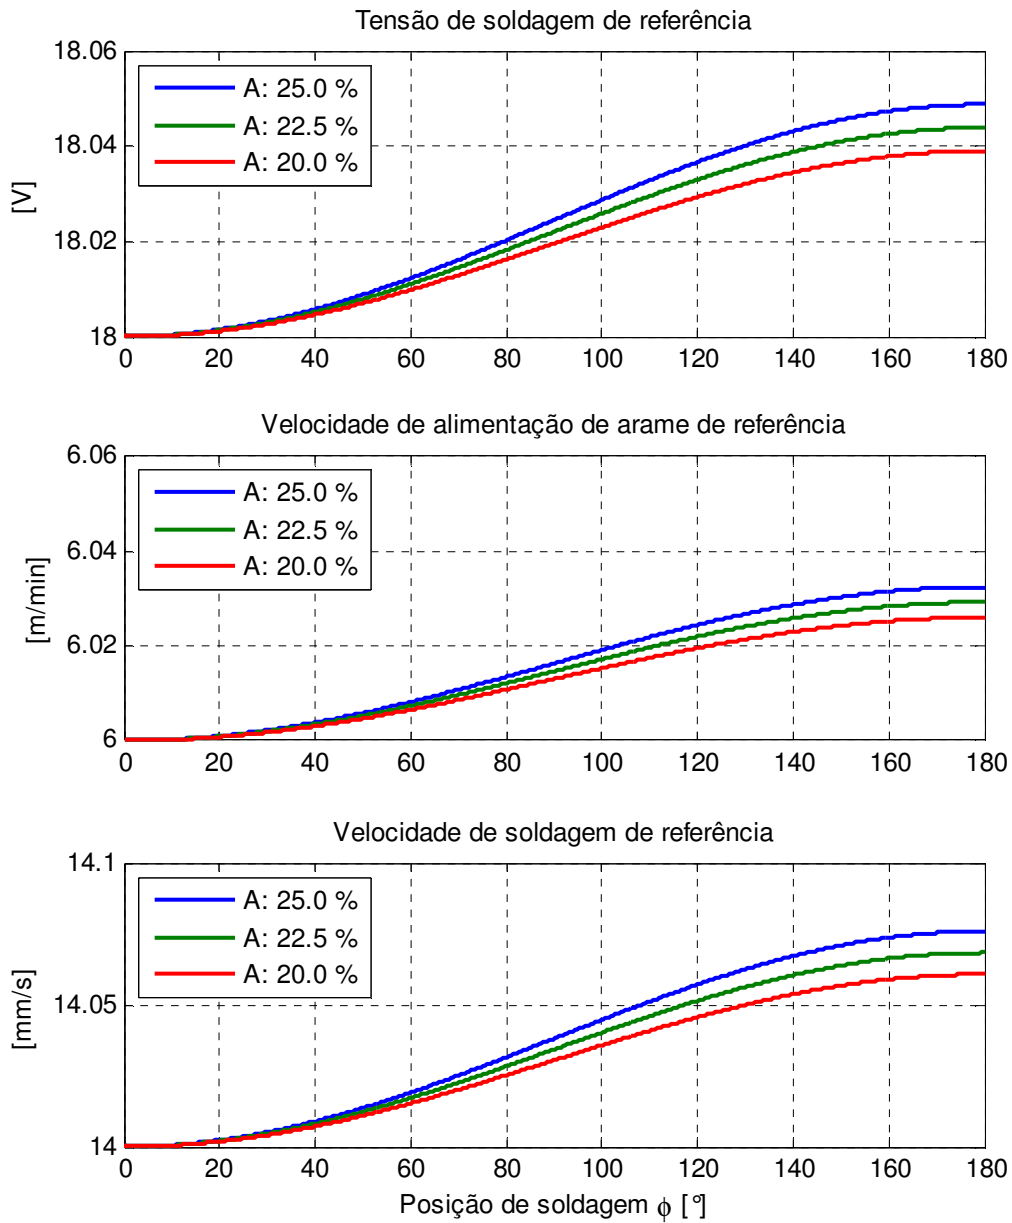 Tensão de soldagem de referência
18.06
18.04
18.02
18
[V]
A: 25.0 %
A: 22.5 %
A: 20.0 %
0 20 40 60 80 100 120 140 160 180
Velocidade de alimentação de arame de referência
6.06
6.04
6.02
6
[m/min]
A: 25.0 %
A: 22.5 %
A: 20.0 %
0 20 40 60 80 100 120 140 160 180
Velocidade de soldagem de referência
14.1
14.05
14
[mm/s]
A: 25.0 %
A: 22.5 %
A: 20.0 %
0 20 40 60 80 100 120 140 160 180
Posição de soldagem ϕ [°]